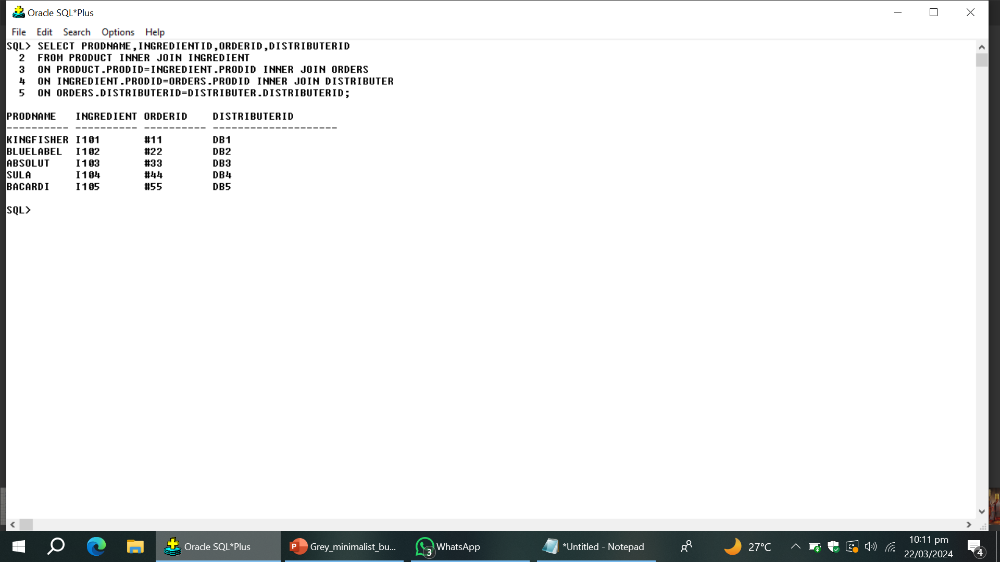 Oracle SQL*Plus
File Edit Search Options Help
SQL> SELECT PRODNAME,INGREDIENTID,ORDERID,DISTRIBUTERID
2 FROM PRODUCT INNER JOIN INGREDIENT
3 ON PRODUCT.PRODID=INGREDIENT.PRODID INNER JOIN ORDERS
4 ON INGREDIENT.PRODID=ORDERS.PRODID INNER JOIN DISTRIBUTER
5 ON ORDERS.DISTRIBUTERID=DISTRIBUTER.DISTRIBUTERID;
PRODNAME INGREDIENT ORDERID DISTRIBUTERID
---------- ---------- ---------- --------------------
KINGFISHER I101 #11 DB1
BLUELABEL I102 #22 DB2
ABSOLUT I103 #33 DB3
SULA I104 #44 DB4
BACARDI I105 #55 DB5
SQL>
Oracle SQL*Plus Grey_minimalist_bu... 3 WhatsApp *Untitled - Notepad 27°C 10:11 pm
22/03/2024 4